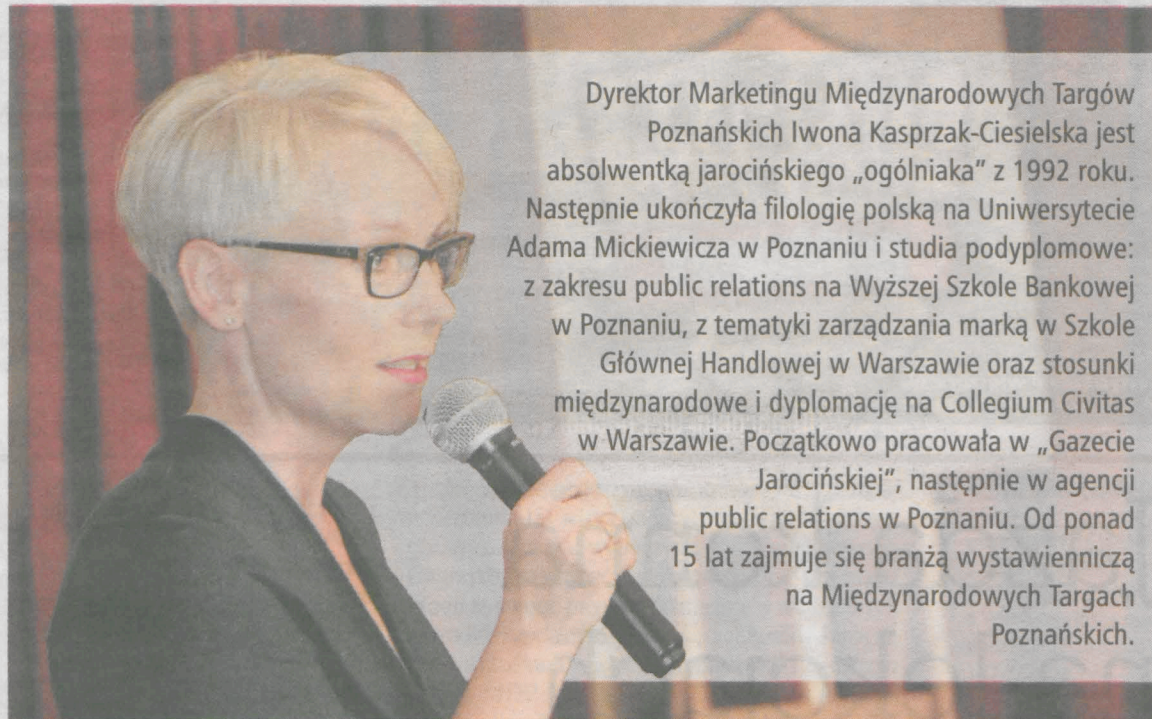 Dyrektor Marketingu Międzynarodowych Targów
Poznańskich Iwona Kasprzak-Ciesielska jest
absolwentką jarocińskiego „ogólniaka” z 1992 roku.
Następnie ukończyła filologię polską na Uniwersytecie
Adama Mickiewicza w Poznaniu i studia podyplomowe:
z zakresu public relations na Wyższej Szkole Bankowej
w Poznaniu, z tematyki zarządzania marką w Szkole
Głównej Handlowej w Warszawie oraz stosunki
międzynarodowe i dyplomację na Collegium Civitas
w Warszawie. Początkowo pracowała w „Gazecie
Jarocińskiej”, następnie w agencji
public relations w Poznaniu. Od ponad
15 lat zajmuje się branżą wystawienniczą
na Międzynarodowych Targach
Poznańskich.